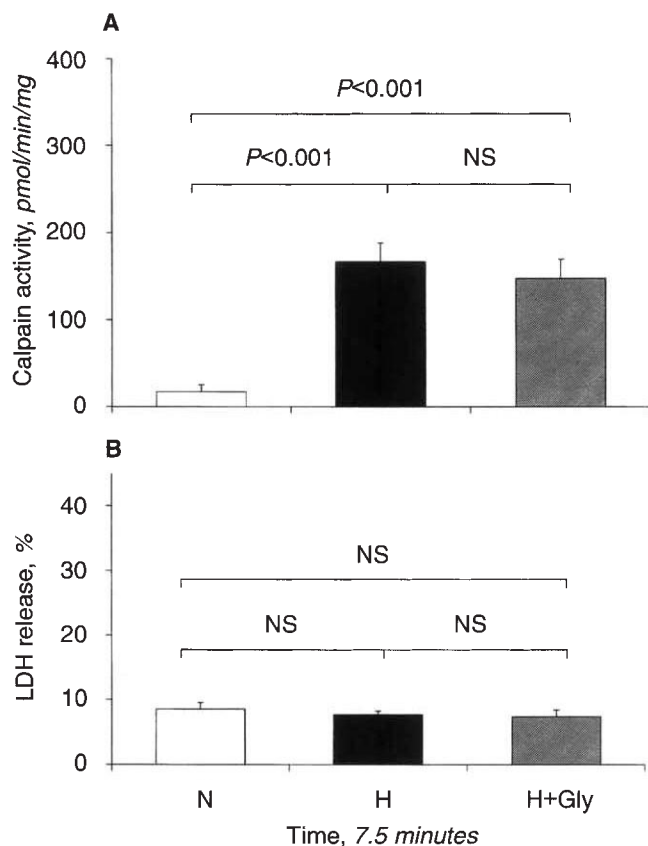 A
400
P<0.001
300
P<0.001 NS
200
100
0
Calpain activity, pmol/min/mg
B
40
NS
30
NS NS
20
10
0
LDH release, %
N H H+Gly
Time, 7.5 minutes